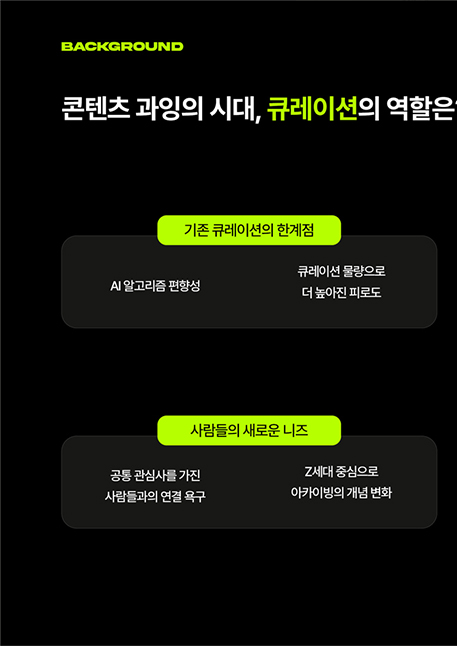 BACKGROUND
콘텐츠 과잉의 시대, 큐레이션의 역할은
기존 큐레이션의 한계점
AI 알고리즘 편향성
큐레이션 물량으로
더 높아진 피로도
사람들의 새로운 니즈
공통 관심사를 가진
사람들과의 연결 욕구
Z세대 중심으로
아카이빙의 개념 변화